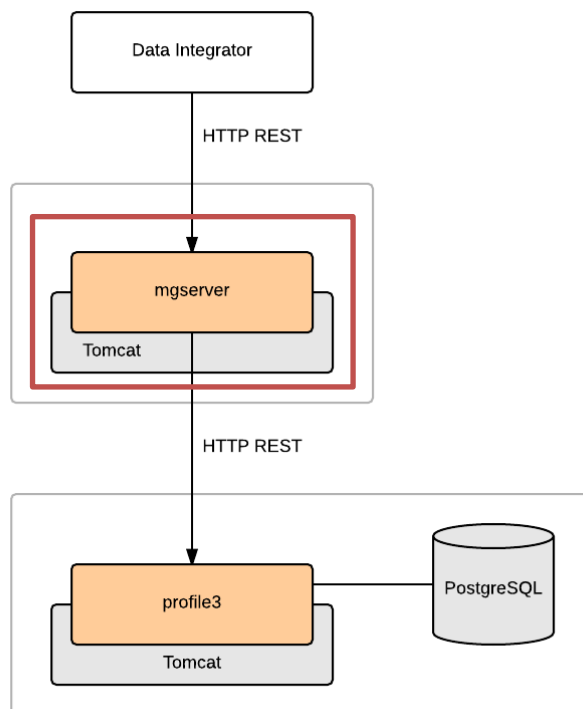 Data Integrator
HTTP REST
mgserver
Tomcat
HTTP REST
profile3
PostgreSQL
Tomcat